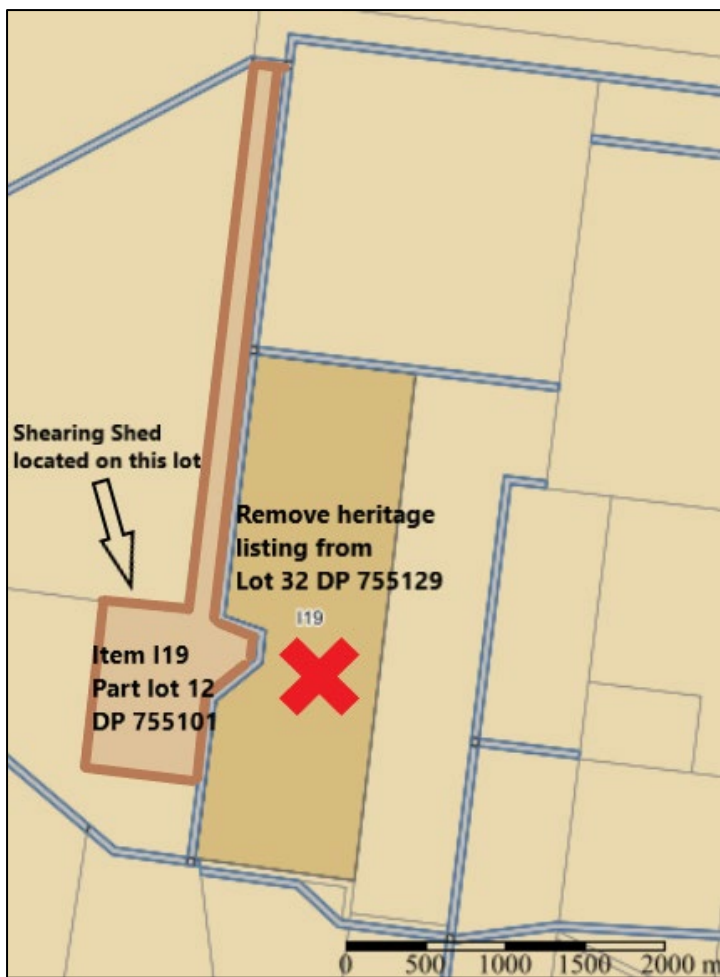 Shearing Shed
located on this lot
Remove heritage
listing from
Lot 32 DP 755129
I19
Item I19
Part lot 12
DP 755101
0 500 1000 1500 2000 m